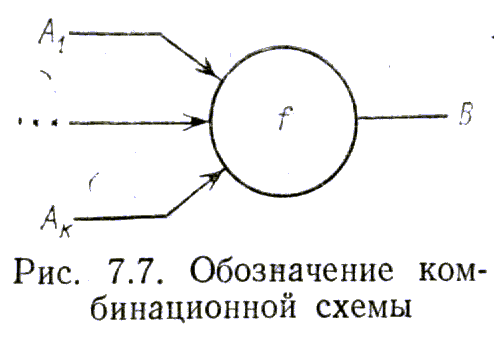 A₁
... f B
Aₖ
Рис. 7.7. Обозначение ком-
бинационной схемы